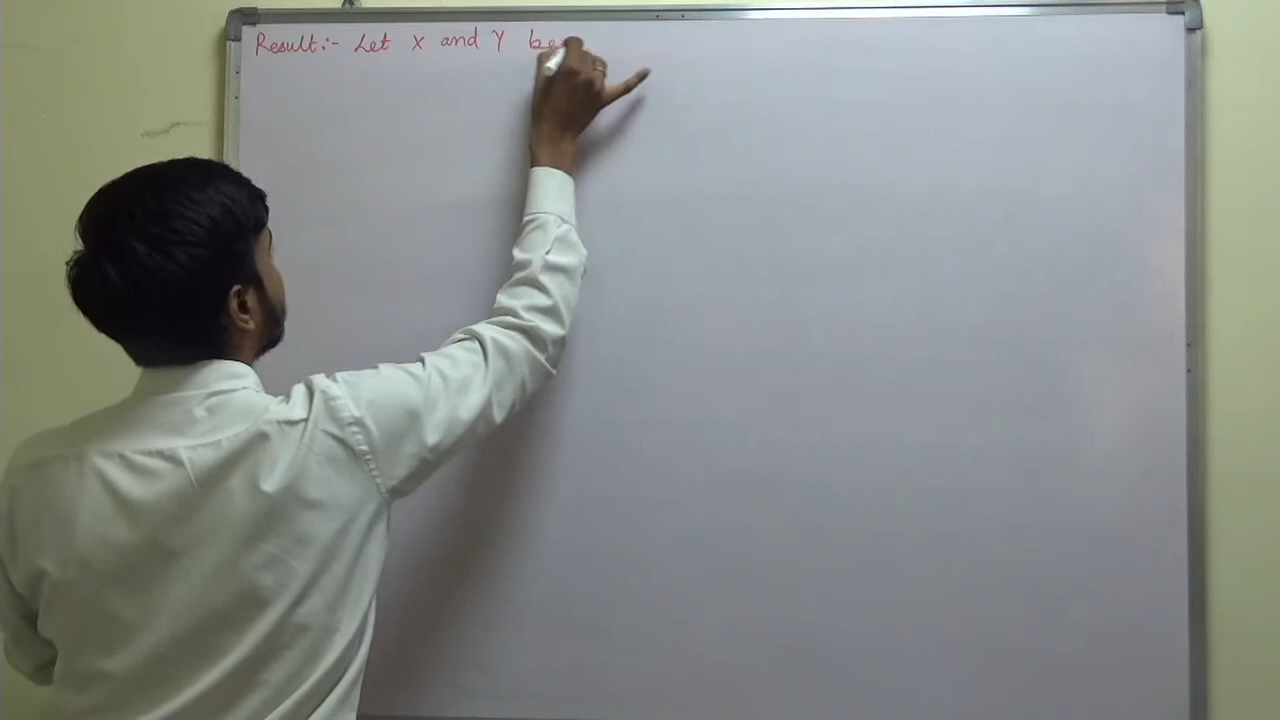 Result:- Let X and Y be